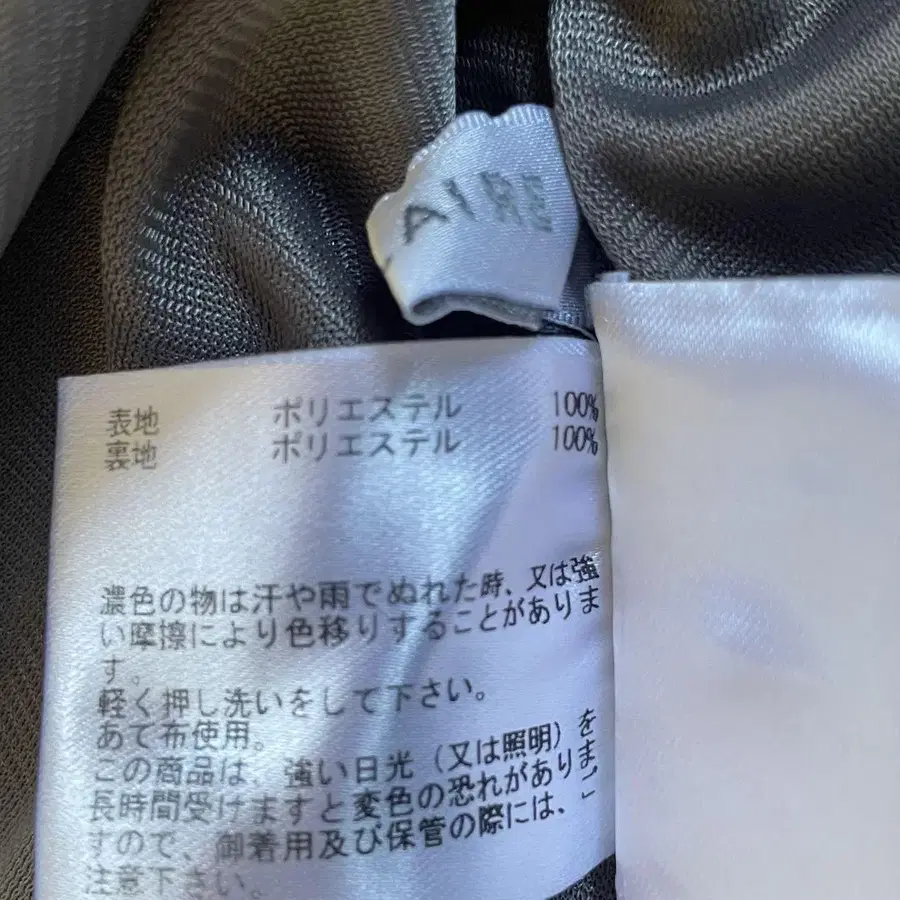 表地 ポリエステル 100%
裏地 ポリエステル 100%
濃色の物は汗や雨でぬれた時、又は強
い摩擦により色移りすることがありま
す。
軽く押し洗いをして下さい。
あて布使用。
この商品は、強い日光(又は照明)を
長時間受けますと変色の恐れがありま
すので、御着用及び保管の際には、
注意下さい。